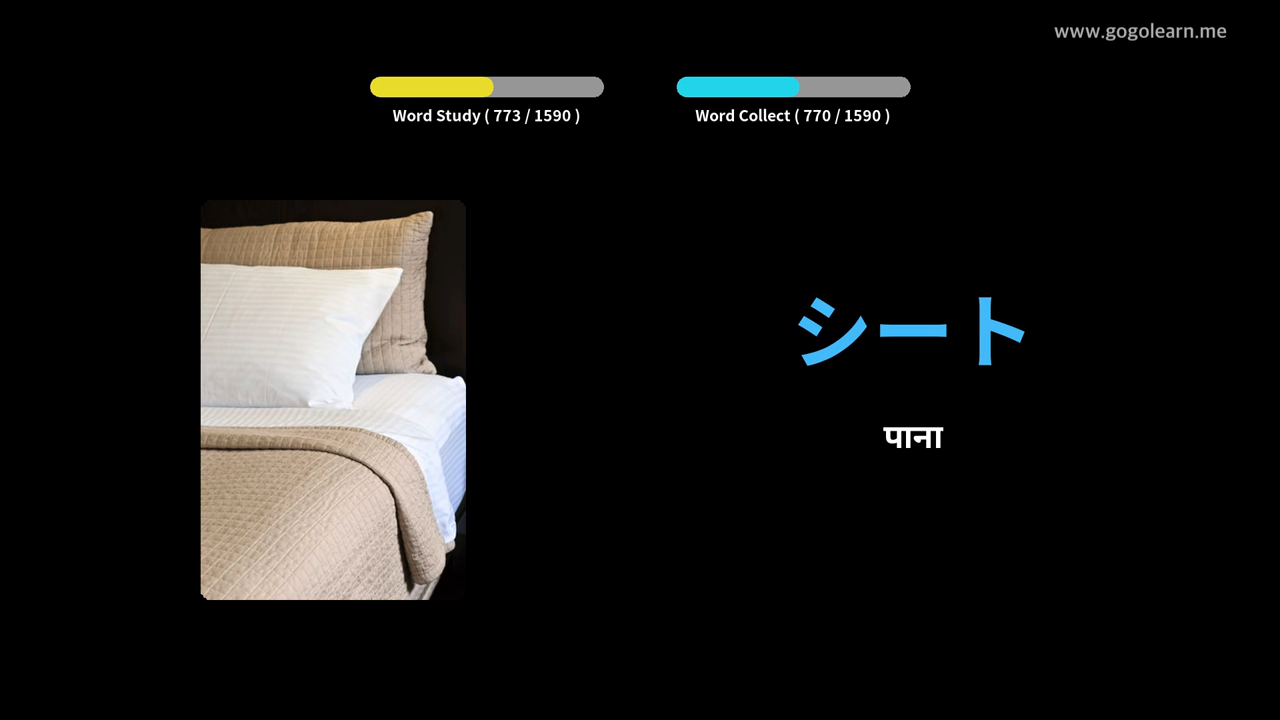 www.gogolearn.me
Word Study ( 773 / 1590 )
Word Collect ( 770 / 1590 )
シート
पाना